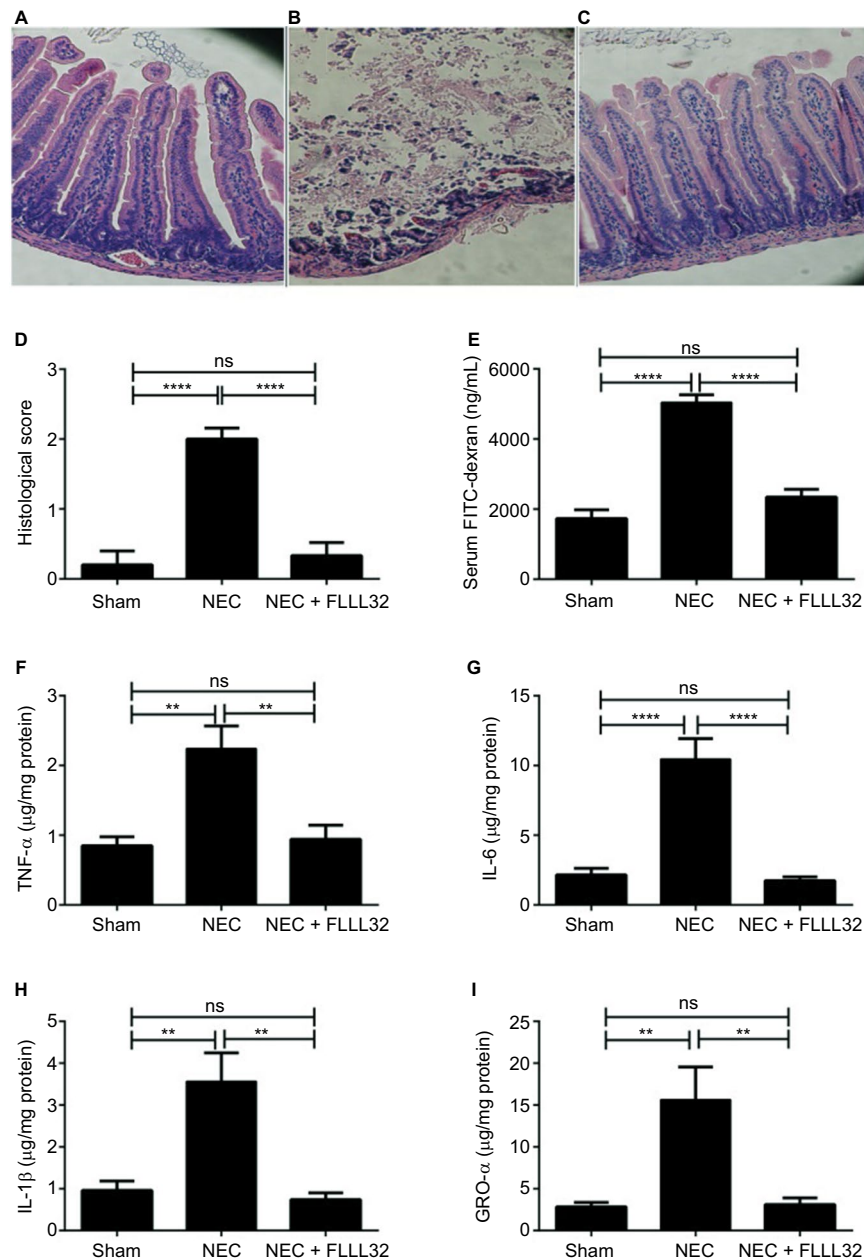 A B C
D
ns
**** ****
Histological score
3
2
1
0
Sham NEC NEC + FLLL32
E
ns
**** ****
Serum FITC-dexran (ng/mL)
6000
4000
2000
0
Sham NEC NEC + FLLL32
F
ns
** **
TNF-α (μg/mg protein)
3
2
1
0
Sham NEC NEC + FLLL32
G
ns
**** ****
IL-6 (μg/mg protein)
15
10
5
0
Sham NEC NEC + FLLL32
H
ns
** **
IL-1β (μg/mg protein)
5
4
3
2
1
0
Sham NEC NEC + FLLL32
I
ns
** **
GRO-α (μg/mg protein)
25
20
15
10
5
0
Sham NEC NEC + FLLL32